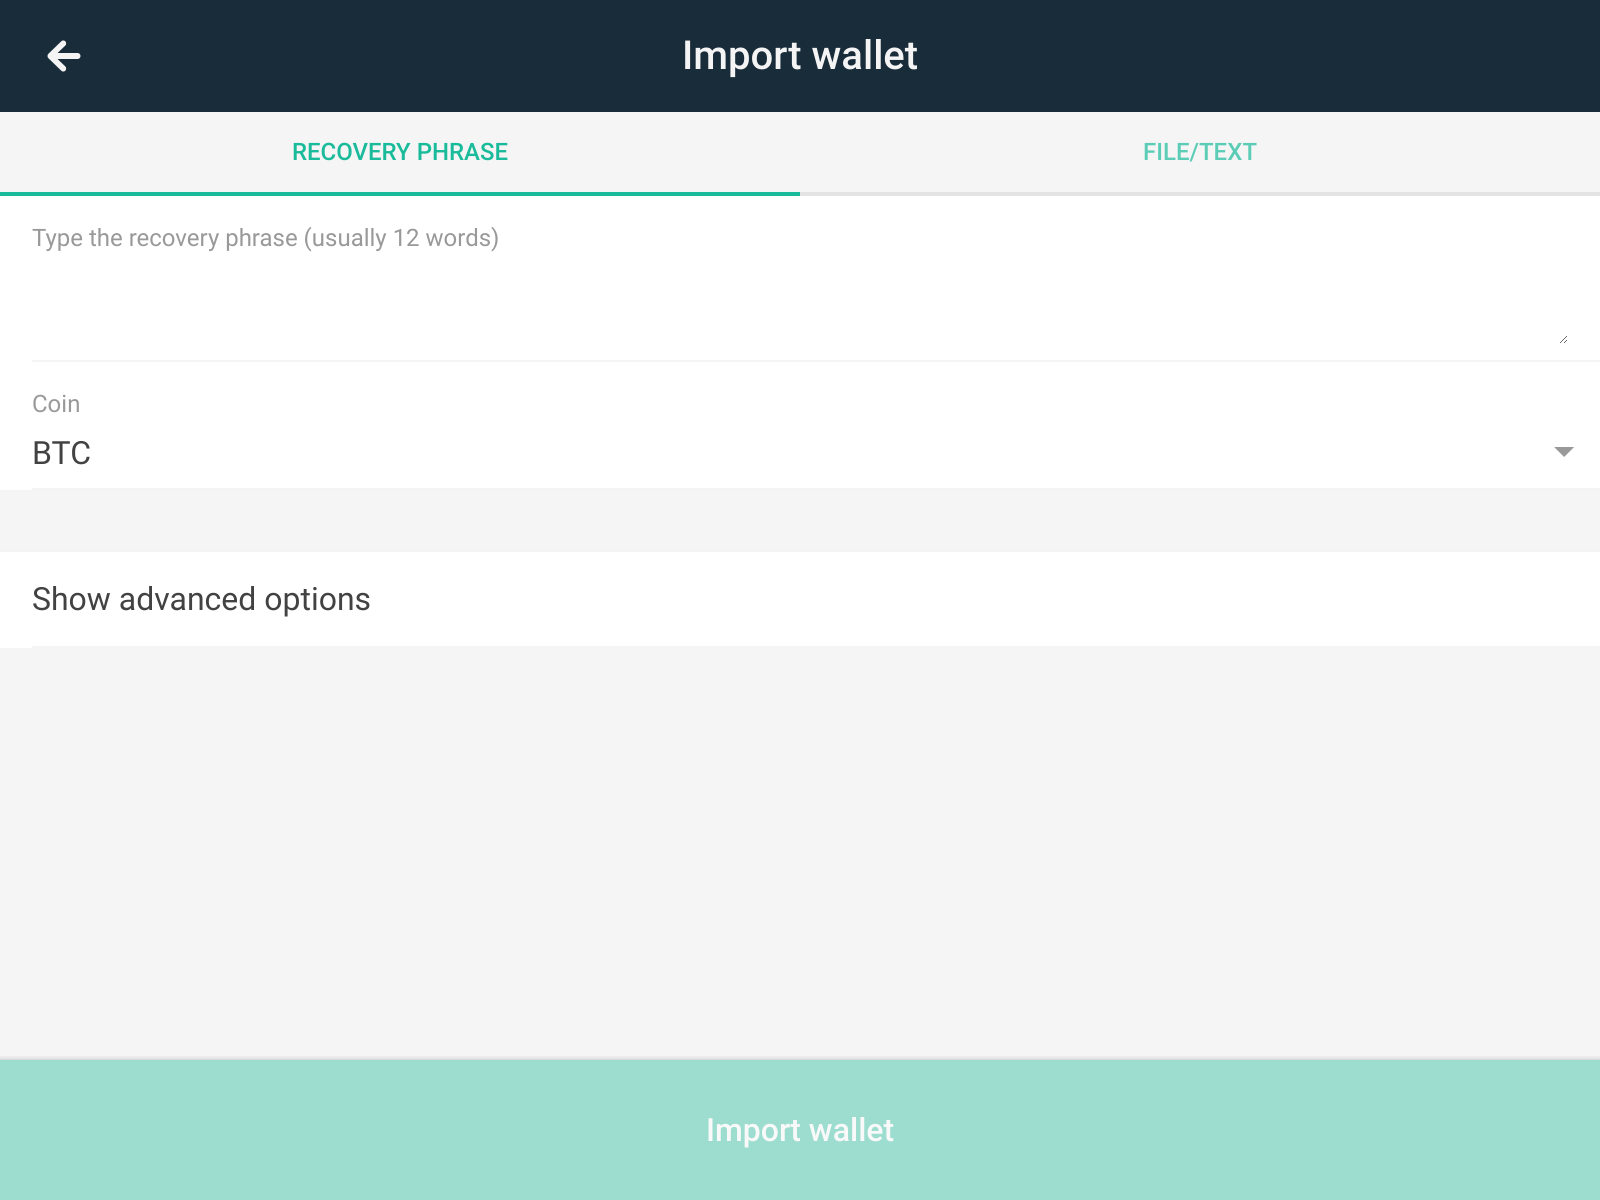 Import wallet
RECOVERY PHRASE
FILE/TEXT
Type the recovery phrase (usually 12 words)
Coin
BTC
Show advanced options
Import wallet